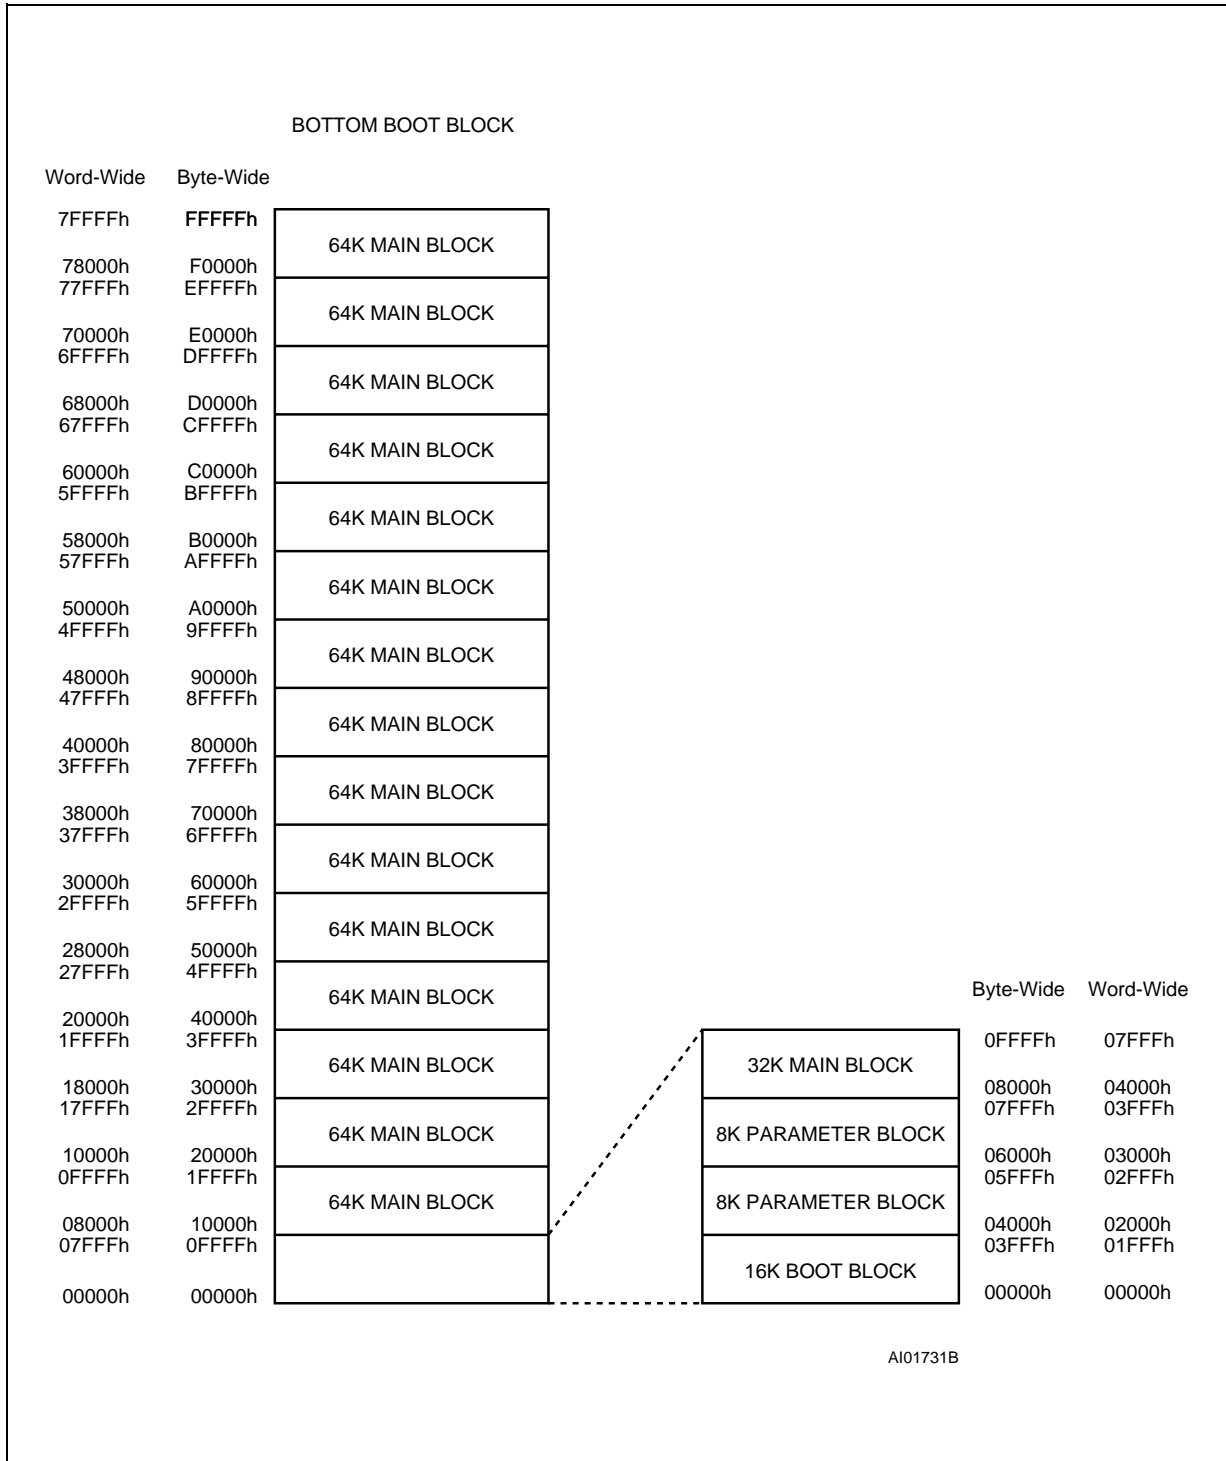 BOTTOM BOOT BLOCK
Word-Wide Byte-Wide
7FFFFh FFFFFh
64K MAIN BLOCK
78000h F0000h
77FFFh EFFFFh
64K MAIN BLOCK
70000h E0000h
6FFFFh DFFFFh
64K MAIN BLOCK
68000h D0000h
67FFFh CFFFFh
64K MAIN BLOCK
60000h C0000h
5FFFFh BFFFFh
64K MAIN BLOCK
58000h B0000h
57FFFh AFFFFh
64K MAIN BLOCK
50000h A0000h
4FFFFh 9FFFFh
64K MAIN BLOCK
48000h 90000h
47FFFh 8FFFFh
64K MAIN BLOCK
40000h 80000h
3FFFFh 7FFFFh
64K MAIN BLOCK
38000h 70000h
37FFFh 6FFFFh
64K MAIN BLOCK
30000h 60000h
2FFFFh 5FFFFh
64K MAIN BLOCK
28000h 50000h
27FFFh 4FFFFh
64K MAIN BLOCK
20000h 40000h
1FFFFh 3FFFFh
64K MAIN BLOCK
18000h 30000h
17FFFh 2FFFFh
64K MAIN BLOCK
10000h 20000h
0FFFFh 1FFFFh
64K MAIN BLOCK
08000h 10000h
07FFFh 0FFFFh
00000h 00000h
Byte-Wide Word-Wide
0FFFFh 07FFFh
32K MAIN BLOCK
08000h 04000h
07FFFh 03FFFh
8K PARAMETER BLOCK
06000h 03000h
05FFFh 02FFFh
8K PARAMETER BLOCK
04000h 02000h
03FFFh 01FFFh
16K BOOT BLOCK
00000h 00000h
AI01731B